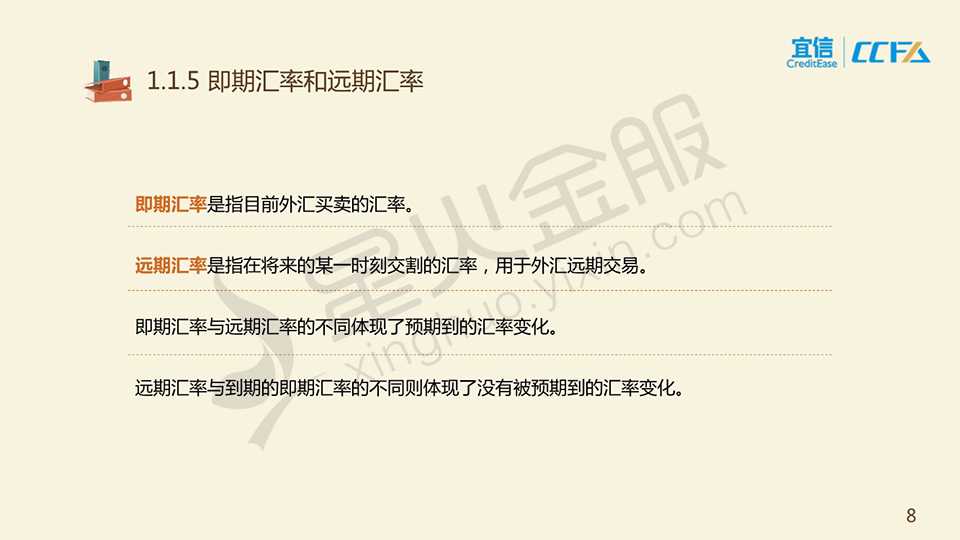 宜信
CreditEase
CCFA
1.1.5 即期汇率和远期汇率
即期汇率是指目前外汇买卖的汇率。
远期汇率是指在将来的某一时刻交割的汇率，用于外汇远期交易。
即期汇率与远期汇率的不同体现了预期到的汇率变化。
远期汇率与到期的即期汇率的不同则体现了没有被预期到的汇率变化。
星火金服
xinghuo.yixin.com
8